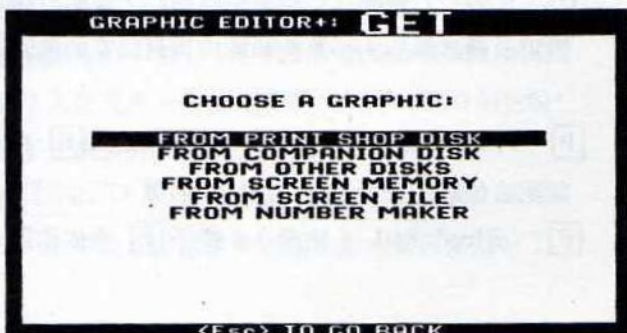 GRAPHIC EDITOR+: GET
CHOOSE A GRAPHIC:
FROM PRINT SHOP DISK
FROM COMPANION DISK
FROM OTHER DISKS
FROM SCREEN MEMORY
FROM SCREEN FILE
FROM NUMBER MAKER
<Esc> TO GO BACK